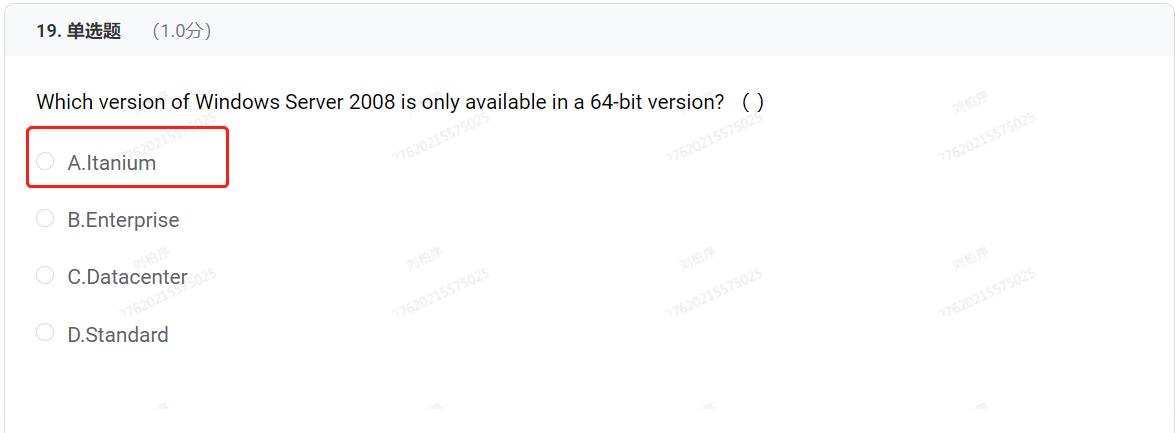 19. 单选题 （1.0分）
Which version of Windows Server 2008 is only available in a 64-bit version? （ ）
A.Itanium
B.Enterprise
C.Datacenter
D.Standard